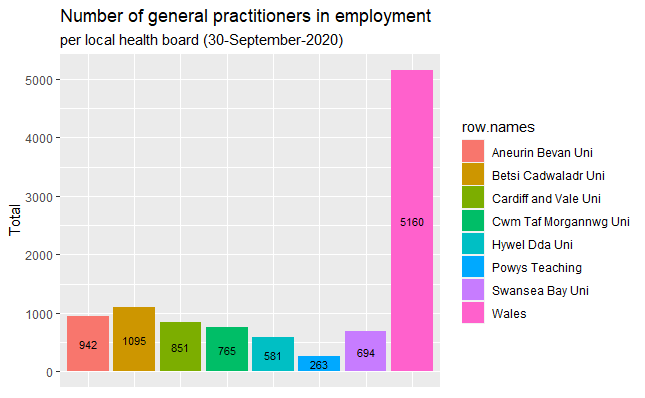 Number of general practitioners in employment
per local health board (30-September-2020)
Total
5000
4000
3000
2000
1000
0
942
1095
851
765
581
263
694
5160
row.names
Aneurin Bevan Uni
Betsi Cadwaladr Uni
Cardiff and Vale Uni
Cwm Taf Morgannwg Uni
Hywel Dda Uni
Powys Teaching
Swansea Bay Uni
Wales